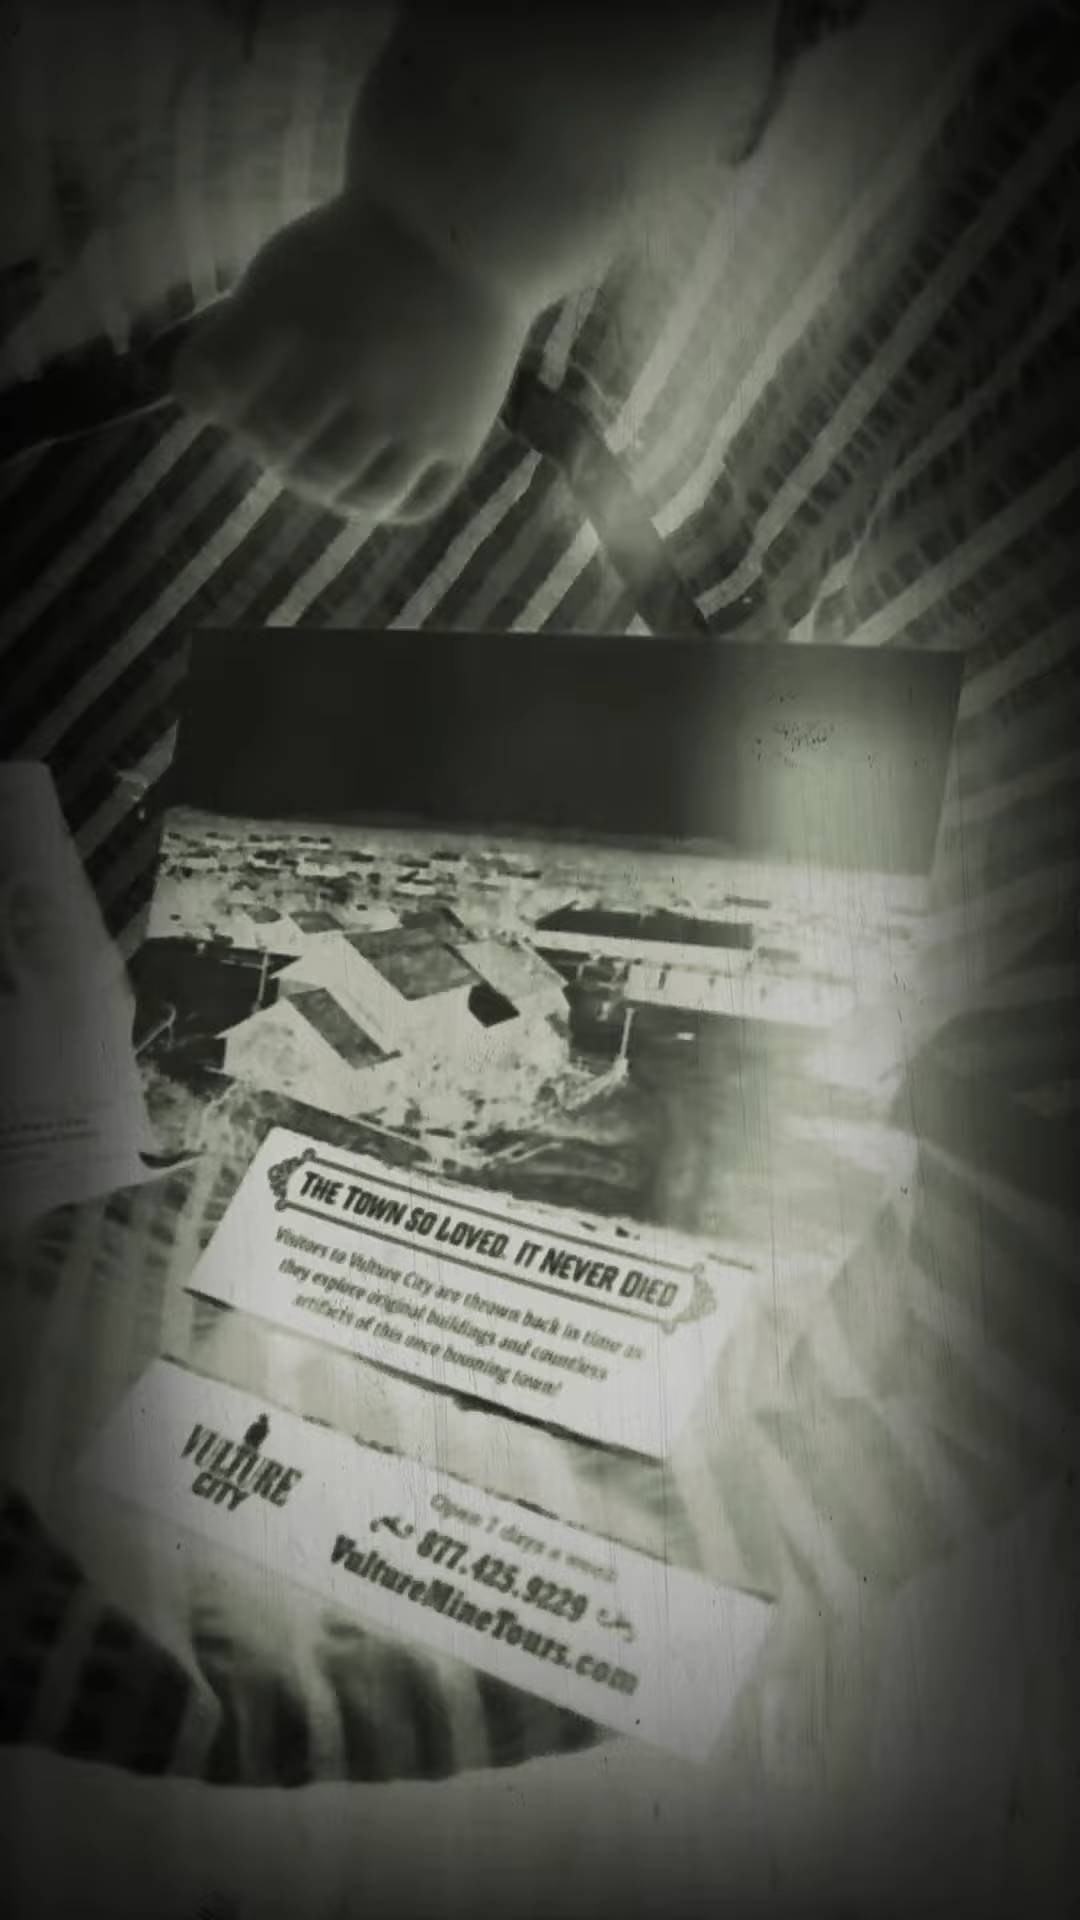 THE TOWN SO LOVED, IT NEVER DIED
Visitors to Vulture City are thrown back in time as
they explore original buildings and countless
artifacts of this once booming town!
VULTURE
CITY
Open 7 days a week
877.425.9229
VultureMineTours.com